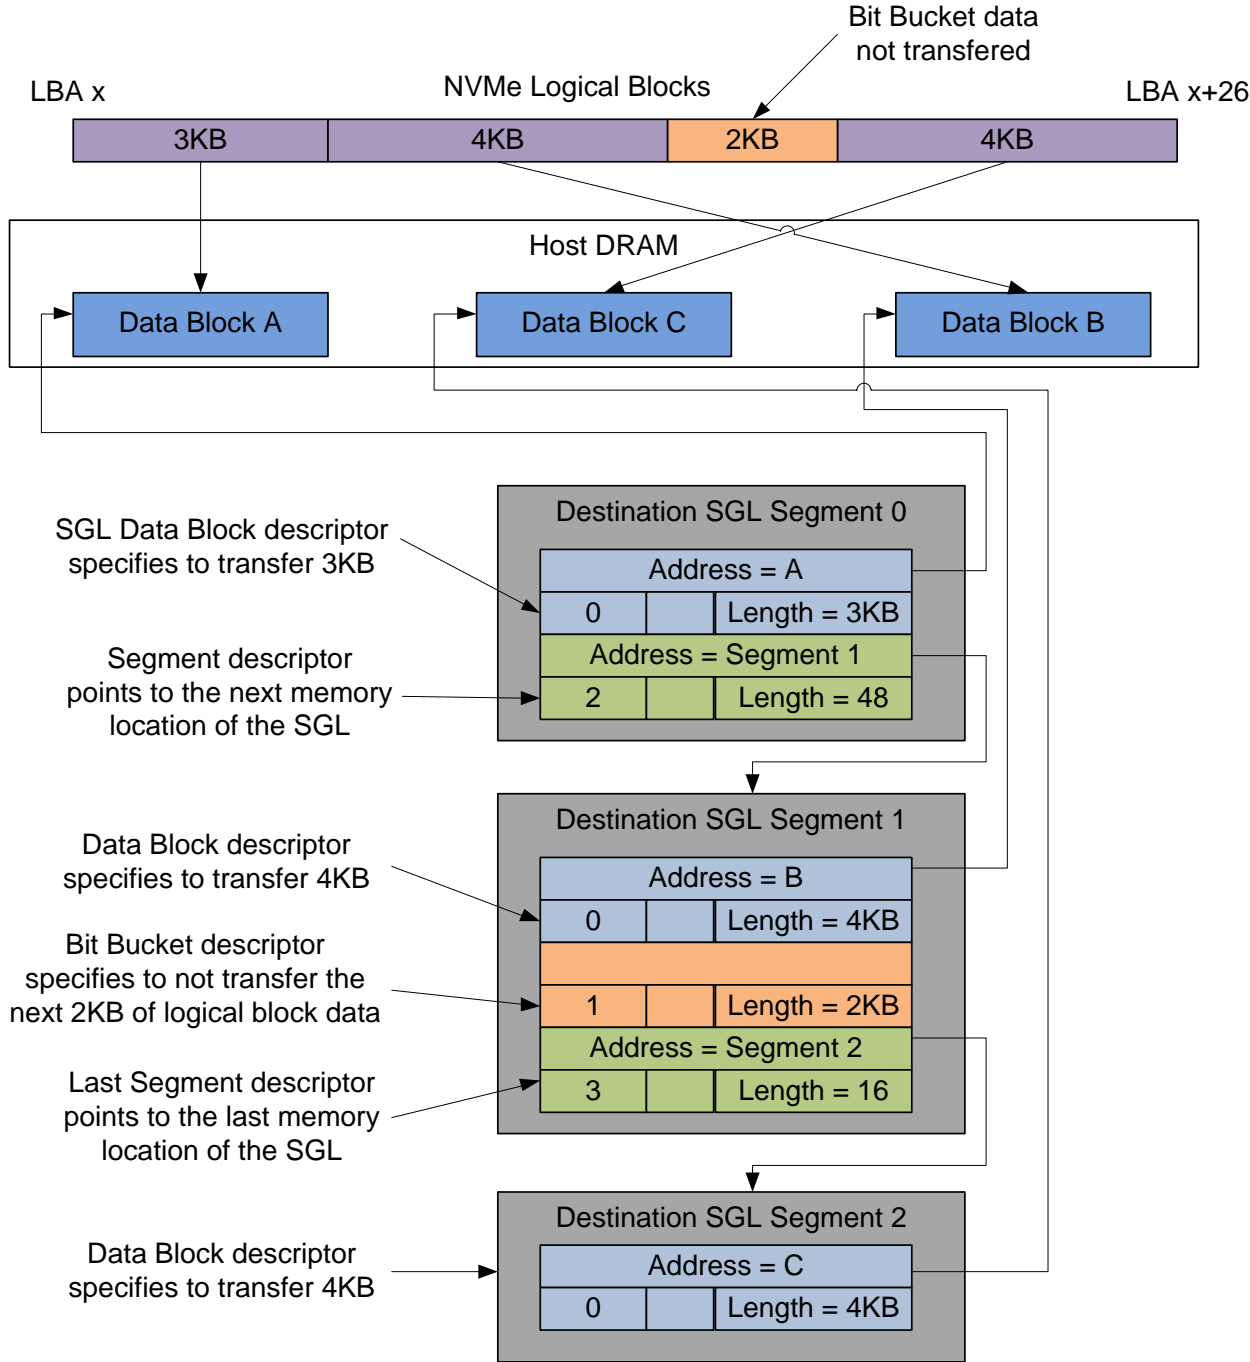 Bit Bucket data
not transfered
LBA x
NVMe Logical Blocks
LBA x+26
3KB
4KB
2KB
4KB
Host DRAM
Data Block A
Data Block C
Data Block B
Destination SGL Segment 0
SGL Data Block descriptor
specifies to transfer 3KB
Address = A
0
Length = 3KB
Segment descriptor
points to the next memory
location of the SGL
Address = Segment 1
2
Length = 48
Destination SGL Segment 1
Data Block descriptor
specifies to transfer 4KB
Address = B
0
Length = 4KB
Bit Bucket descriptor
specifies to not transfer the
next 2KB of logical block data
1
Length = 2KB
Last Segment descriptor
points to the last memory
location of the SGL
Address = Segment 2
3
Length = 16
Destination SGL Segment 2
Data Block descriptor
specifies to transfer 4KB
Address = C
0
Length = 4KB